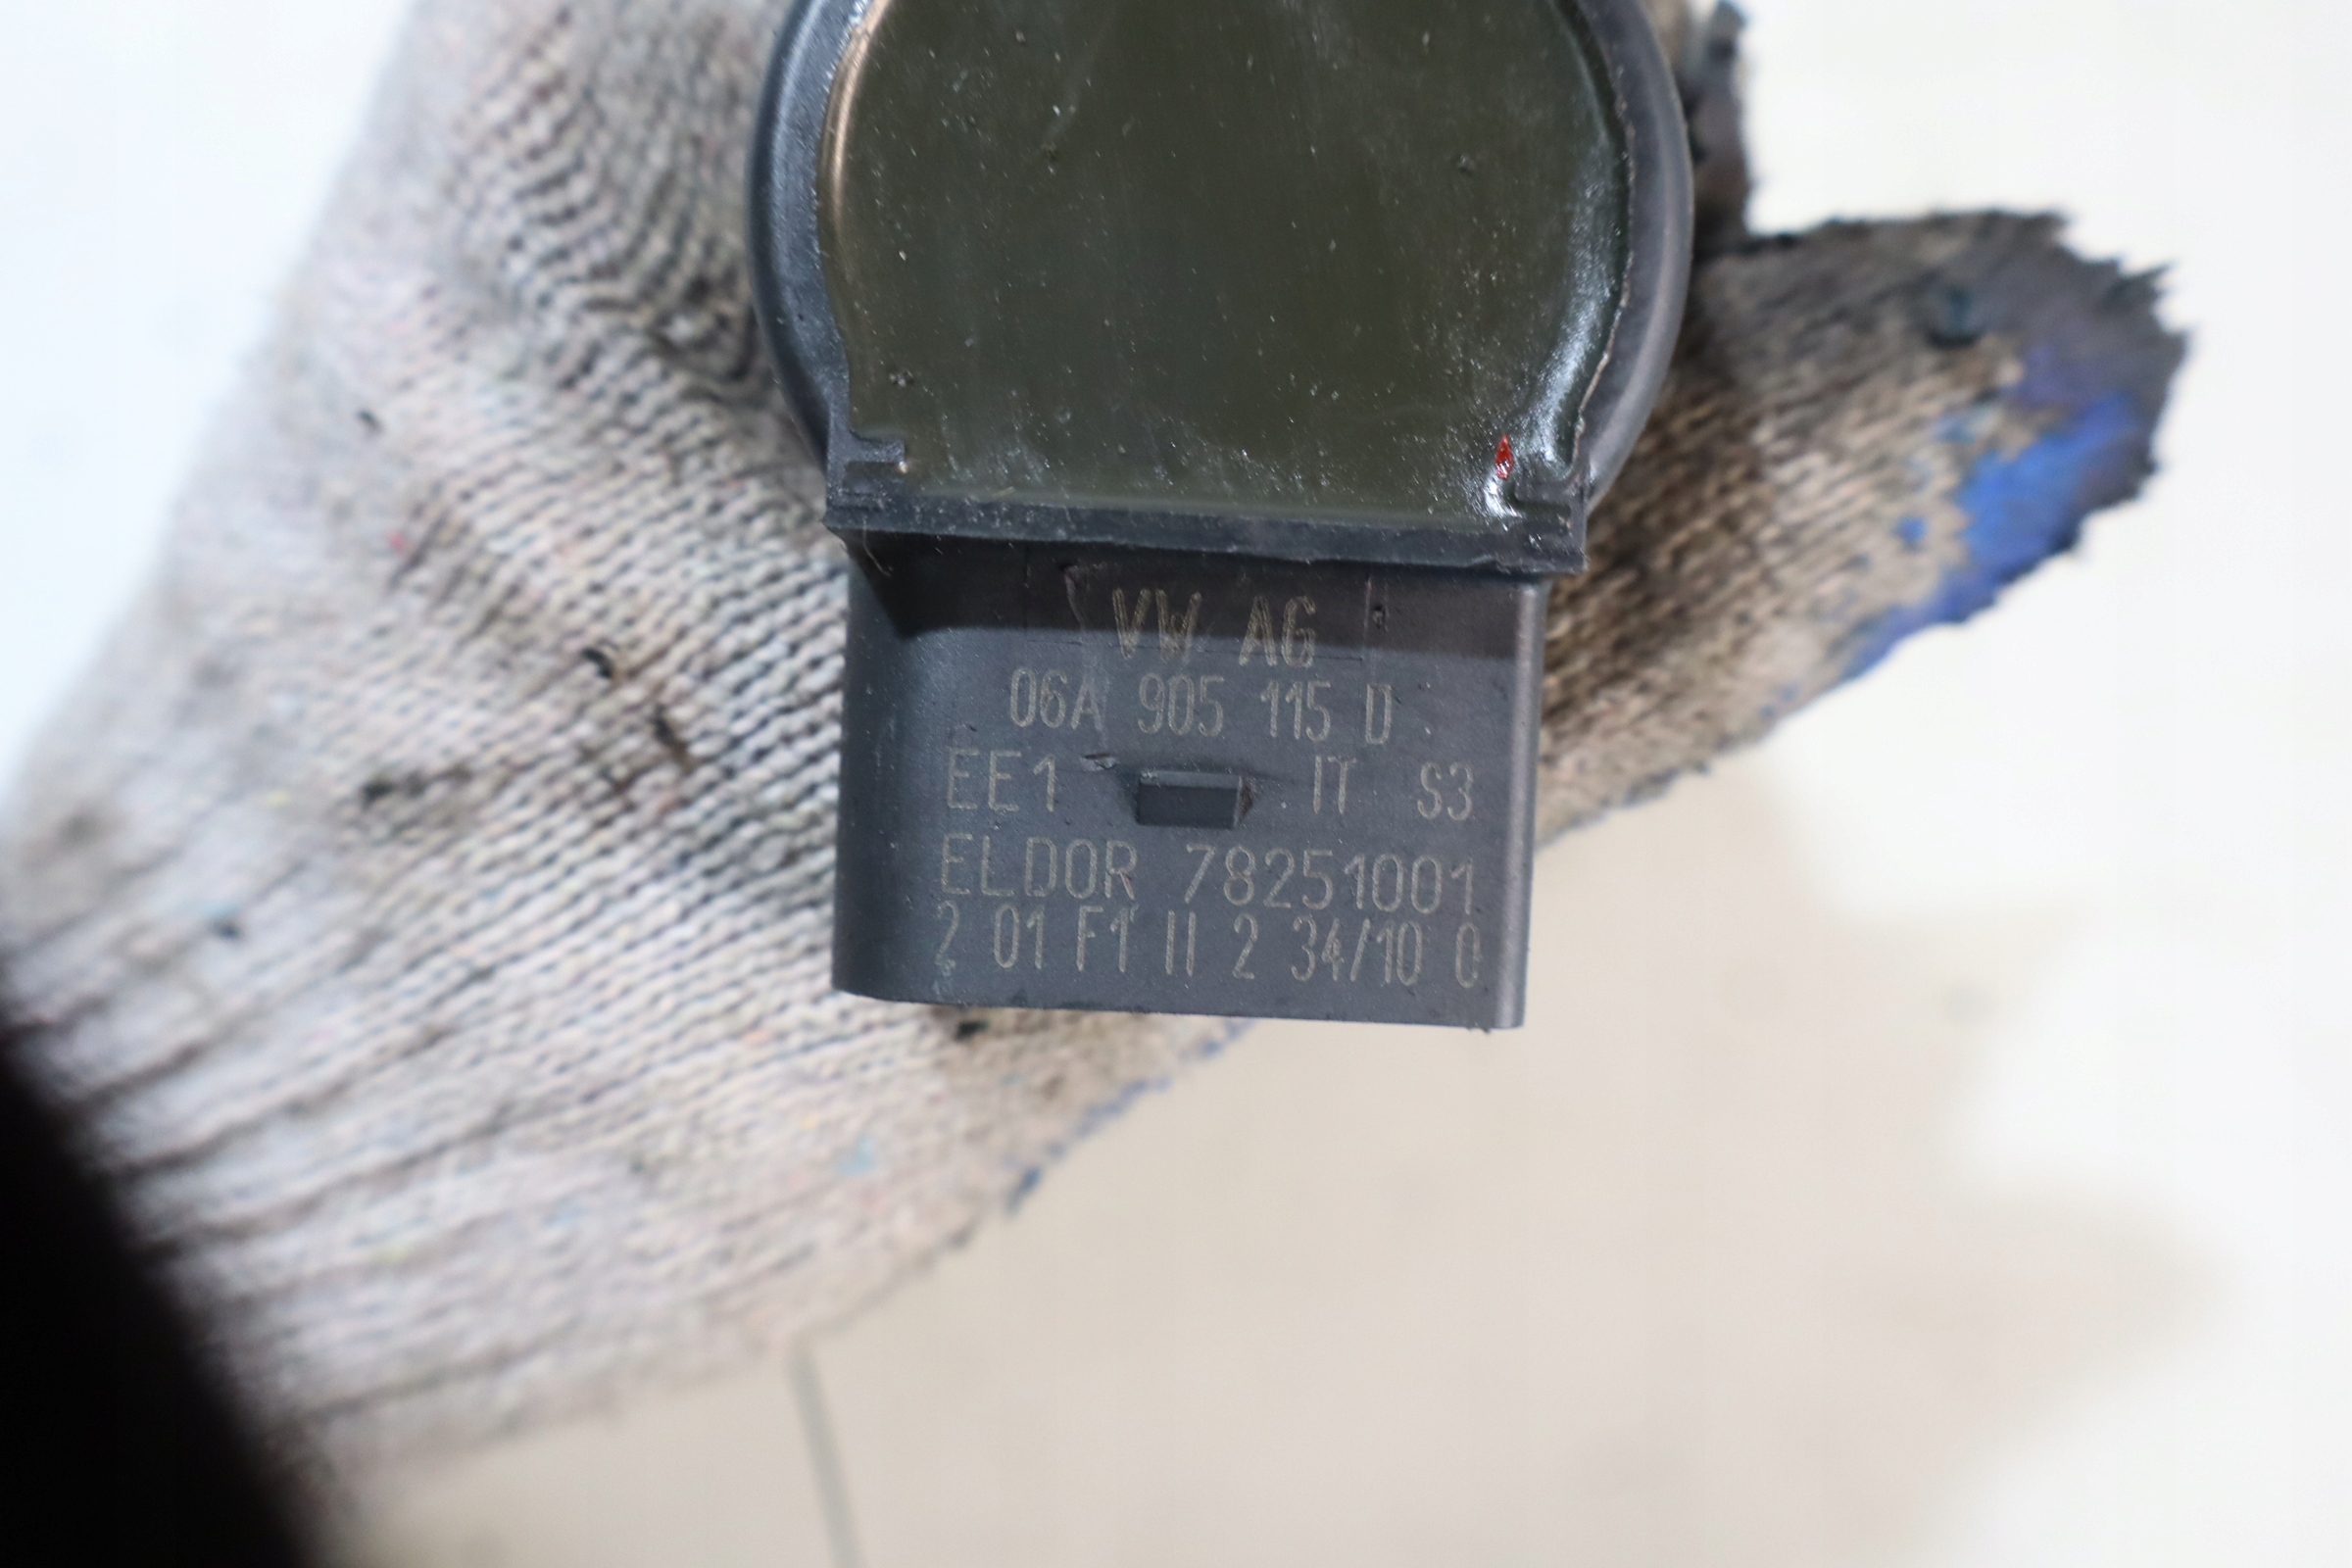 VW AG
06A 905 115 D
EE1 IT S3
ELDOR 78251001
2 01 F1 II 2 34/10 0